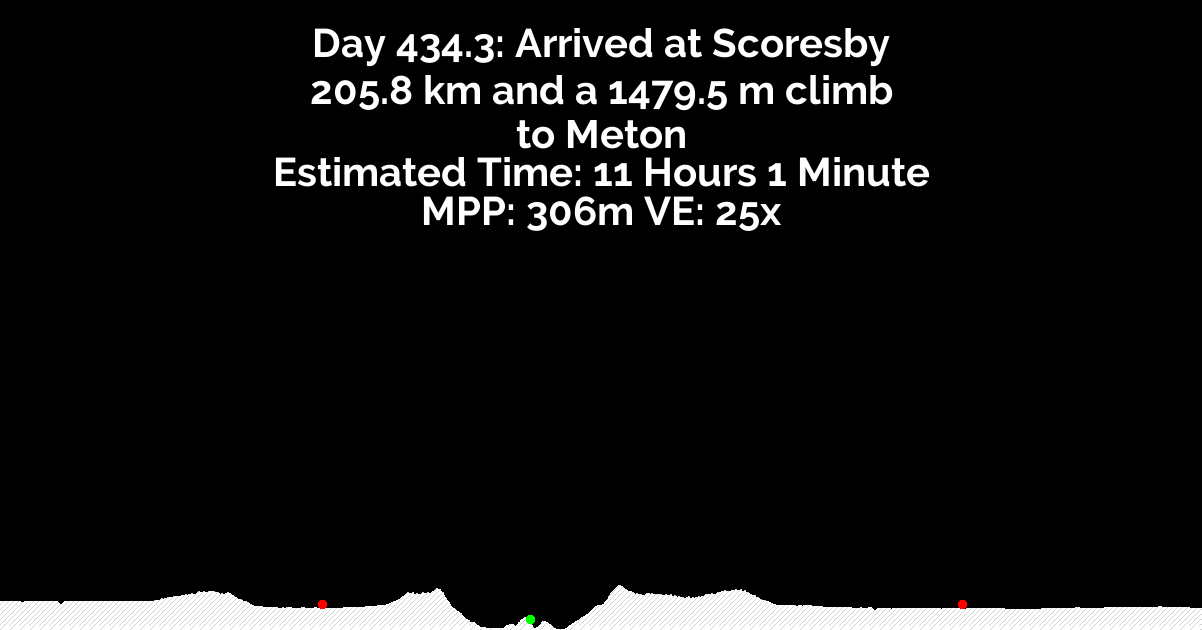 Day 434.3: Arrived at Scoresby
205.8 km and a 1479.5 m climb
to Meton
Estimated Time: 11 Hours 1 Minute
MPP: 306m VE: 25x